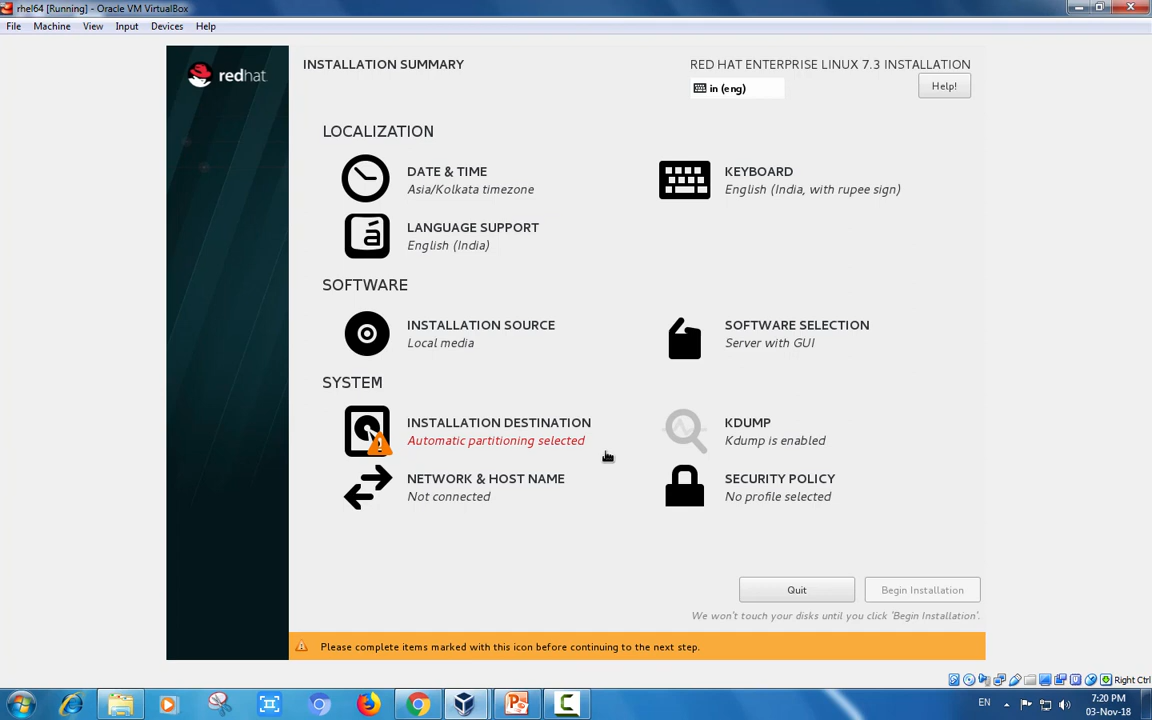 rhel64 [Running] - Oracle VM VirtualBox
File Machine View Input Devices Help
redhat
INSTALLATION SUMMARY
RED HAT ENTERPRISE LINUX 7.3 INSTALLATION
in (eng)
Help!
LOCALIZATION
DATE & TIME
Asia/Kolkata timezone
KEYBOARD
English (India, with rupee sign)
LANGUAGE SUPPORT
English (India)
SOFTWARE
INSTALLATION SOURCE
Local media
SOFTWARE SELECTION
Server with GUI
SYSTEM
INSTALLATION DESTINATION
Automatic partitioning selected
KDUMP
Kdump is enabled
NETWORK & HOST NAME
Not connected
SECURITY POLICY
No profile selected
Quit
Begin Installation
We won't touch your disks until you click 'Begin Installation'.
Please complete items marked with this icon before continuing to the next step.
Right Ctrl
EN
7:20 PM
03-Nov-18